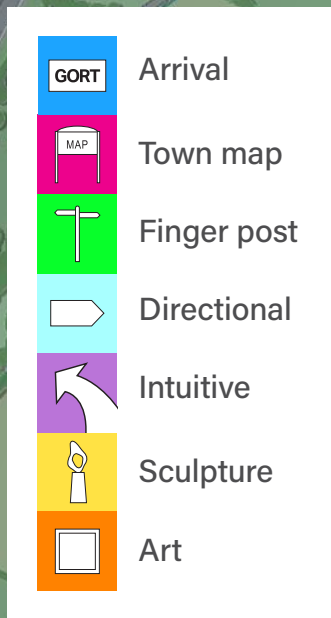 GORT
Arrival
MAP
Town map
Finger post
Directional
Intuitive
Sculpture
Art